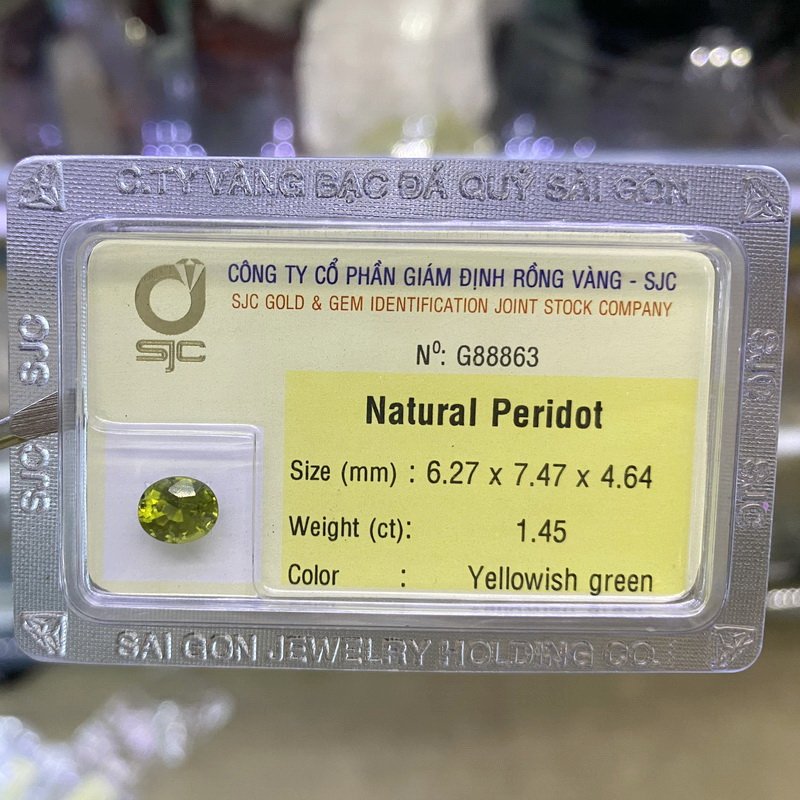 C.TY VÀNG BẠC ĐÁ QUÝ SÀI GÒN
CÔNG TY CỔ PHẦN GIÁM ĐỊNH RỒNG VÀNG - SJC
SJC GOLD & GEM IDENTIFICATION JOINT STOCK COMPANY
SJC
Nº: G88863
Natural Peridot
Size (mm) : 6.27 x 7.47 x 4.64
Weight (ct): 1.45
Color : Yellowish green
SJC
SJC
SJC
SJC
SAI GON JEWELRY HOLDING CO.